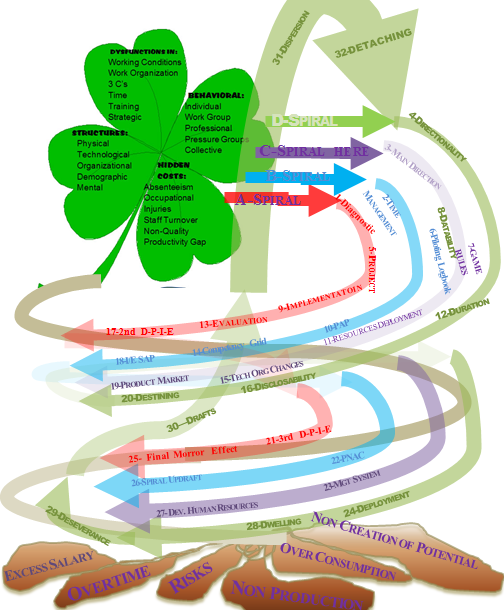 31-DISPERSION
32-DETACHING
DYSFUNCTIONS IN:
Working Conditions
Work Organization
3 C's
Time
Training
Strategic
BEHAVIORAL:
Individual
Work Group
Professional
Pressure Groups
Collective
STRUCTURES:
Physical
Technological
Organizational
Demographic
Mental
HIDDEN
COSTS:
Absenteeism
Occupational
Injuries
Staff Turnover
Non-Quality
Productivity Gap
D-SPIRAL
C-SPIRAL HERE
B-SPIRAL
A-SPIRAL
1-Diagnostic
2-TIME
MANAGEMENT
3-MAIN DIRECTION
4-DIRECTIONALITY
5-PROJECT
6-Piloting Logbook
7-GAME
RULES
8-DATABILITY
9-IMPLEMENTATOIN
10-PAP
11-RESOURCES DEPLOYMENT
12-DURATION
13-EVALUATION
14-Competency Grid
15-TECH ORG CHANGES
16-DISCLOSABILITY
17-2nd D-P-I-E
18-I/E SAP
19-PRODUCT MARKET
20-DESTINING
30—DRAFTS
21-3rd D-P-I-E
22-PNAC
23-MGT SYSTEM
24-DEPLOYMENT
25- Final Morror Effect
26-SPIRAL UPDRAFT
27- DEV. HUMAN RESOURCES
28-DWELLING
29-DESEVERANCE
EXCESS SALARY
OVERTIME
RISKS
NON PRODUCTION
OVER CONSUMPTION
NON CREATION OF POTENTIAL